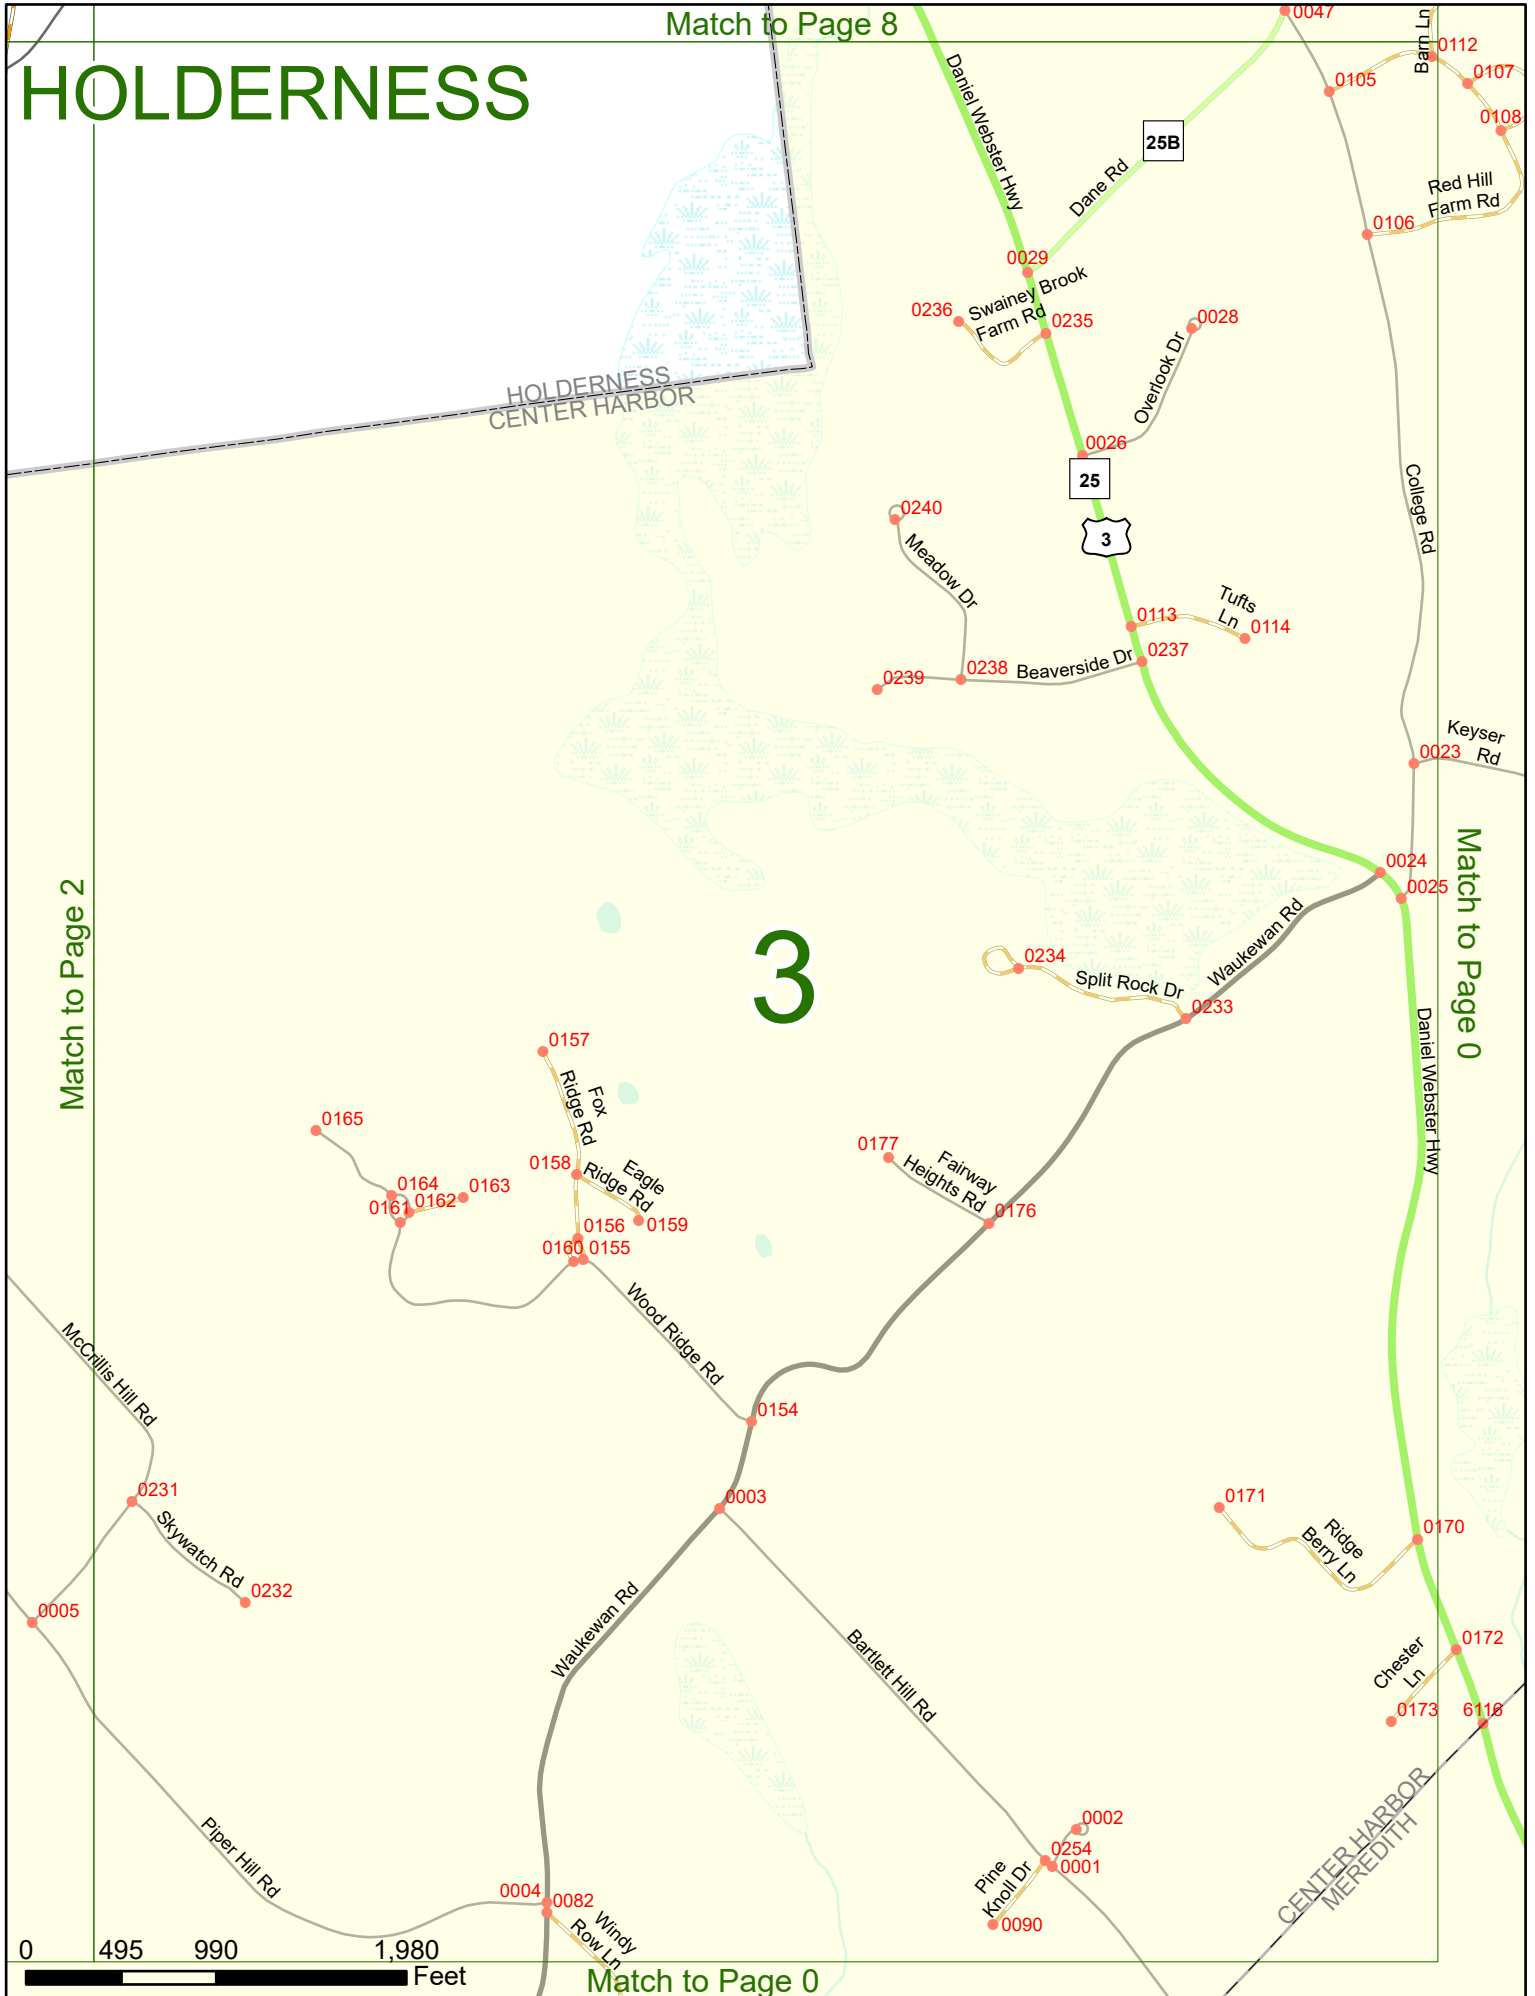 Match to Page 8
HOLDERNESS
0047
Barn Ln
0112
0105
0107
0108
Daniel Webster Hwy
25B
Dane Rd
Red Hill
Farm Rd
0106
0029
Swainey Brook
Farm Rd
0236
0235
0028
Overlook Dr
HOLDERNESS
CENTER HARBOR
0026
25
3
College Rd
0240
Meadow Dr
Tufts
Ln
0113
0114
0237
Beaverside Dr
0238
0239
Keyser
Rd
0023
Match to Page 2
Match to Page 0
0024
0025
3
Waukewan Rd
0234
Split Rock Dr
0233
Daniel Webster Hwy
0157
Fox
Ridge Rd
0165
0158
Eagle
Ridge Rd
0177
Fairway
Heights Rd
0164
0163
0162
0161
0159
0176
0156
0160
0155
Wood Ridge Rd
McCrillis Hill Rd
0154
0231
0003
0171
Ridge
Berry Ln
0170
Skywatch Rd
0232
0005
Waukewan Rd
Bartlett Hill Rd
0172
Chester
Ln
0173
6116
CENTER HARBOR
MEREDITH
Piper Hill Rd
0002
0254
0001
Pine
Knoll Dr
0090
0004
0082
Windy
Row Ln
0 495 990 1,980
Feet
Match to Page 0